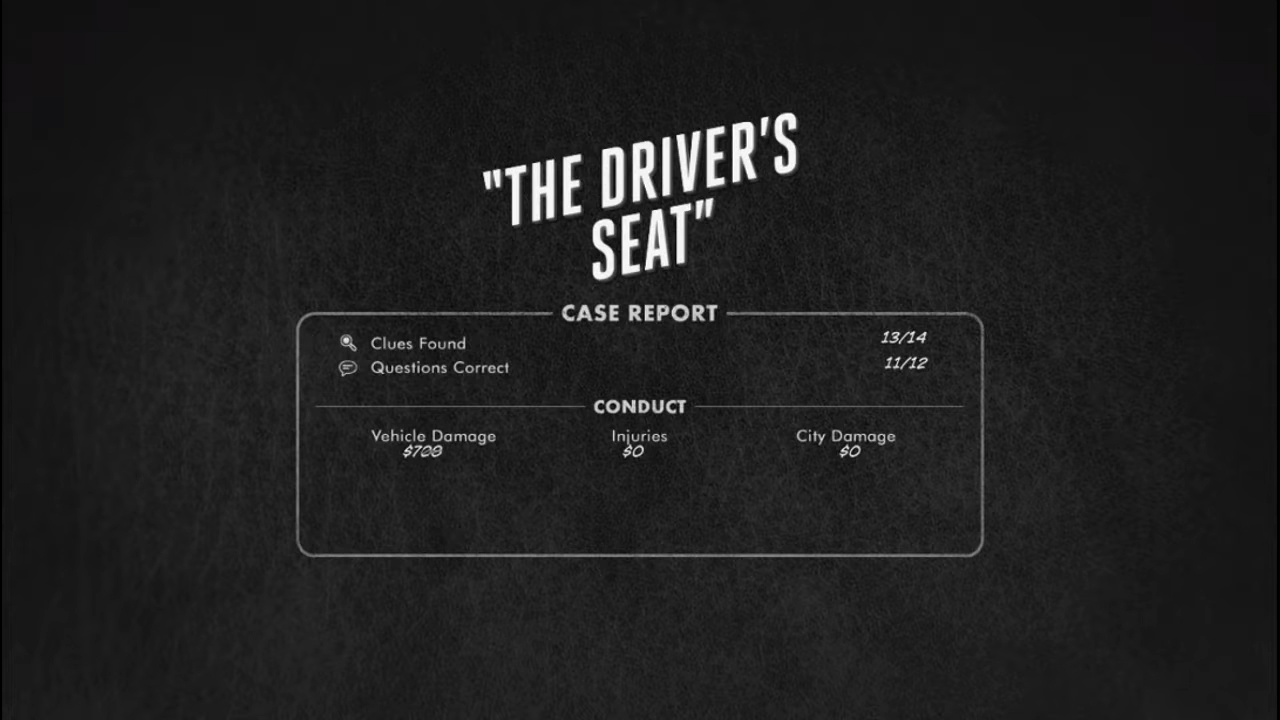 "THE DRIVER'S
SEAT"
CASE REPORT
Clues Found 13/14
Questions Correct 11/12
CONDUCT
Vehicle Damage Injuries City Damage
$0 $0